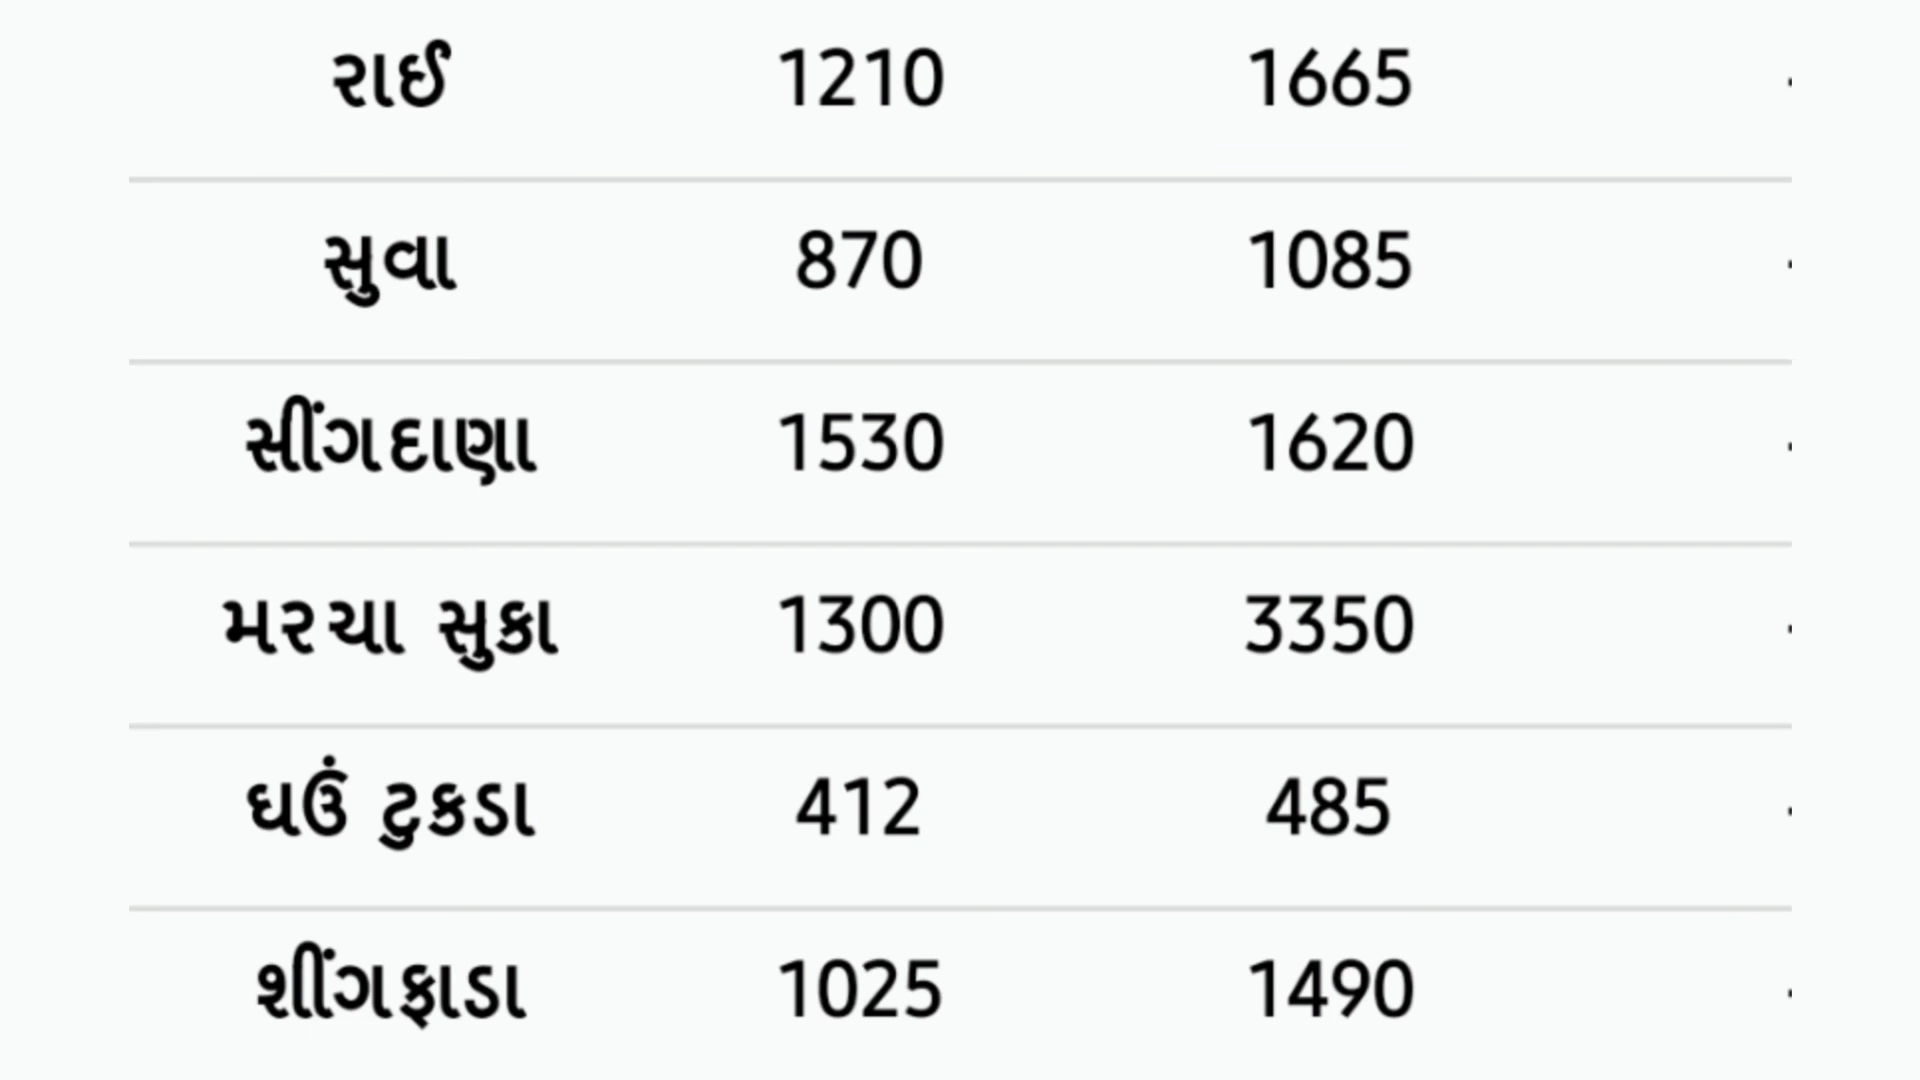 રાઈ 1210 1665 -
સુવા 870 1085 -
સીંગદાણા 1530 1620 -
મરચા સુકા 1300 3350 -
ઘઉં ટુકડા 412 485 -
શીંગફાડા 1025 1490 -